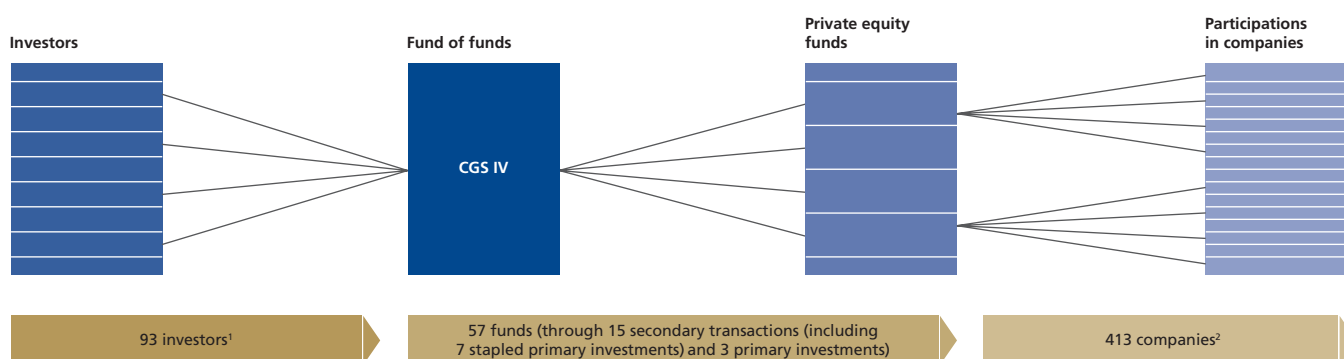 Investors
Fund of funds
Private equity
funds
Participations
in companies
CGS IV
93 investors¹
57 funds (through 15 secondary transactions (including
7 stapled primary investments) and 3 primary investments)
413 companies²